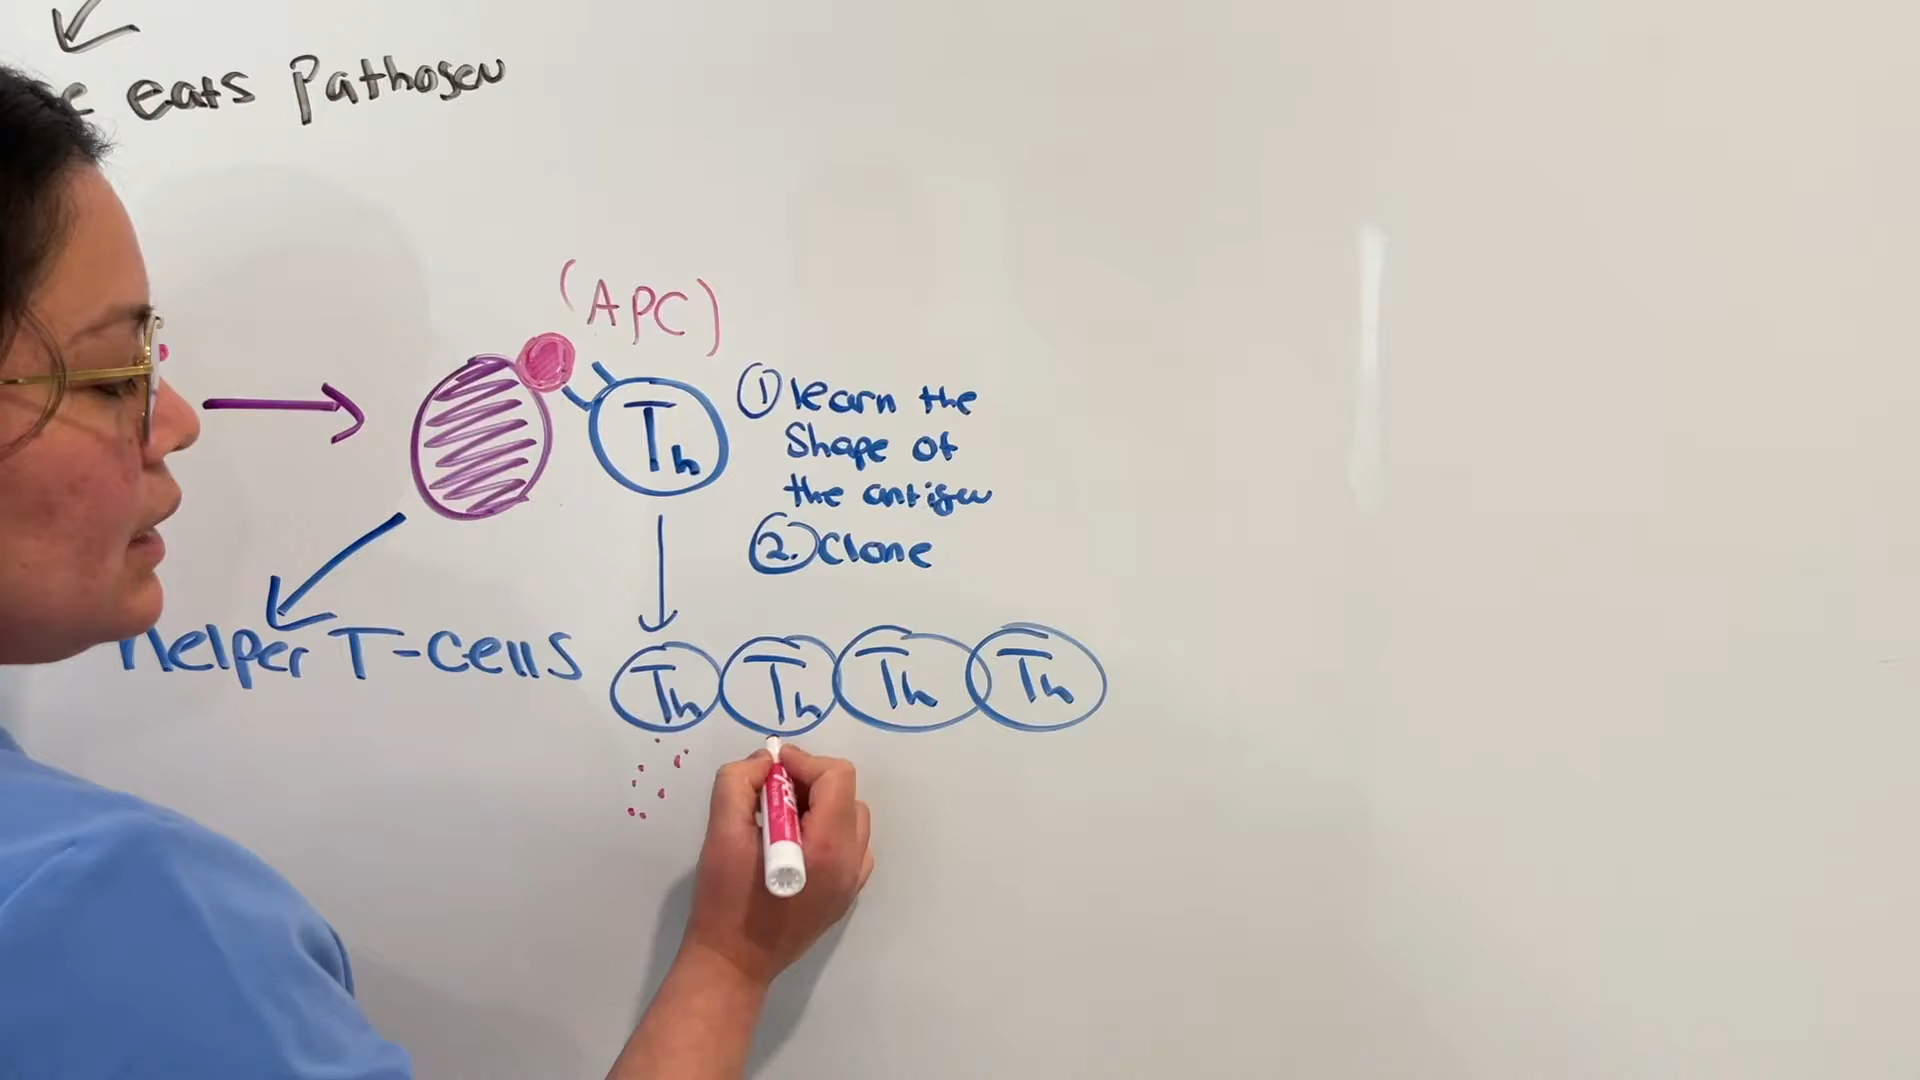 eats Pathogen
(APC)
Th
① learn the
Shape of
the antigen
②. Clone
Helper T-cells
Th Th Th Th